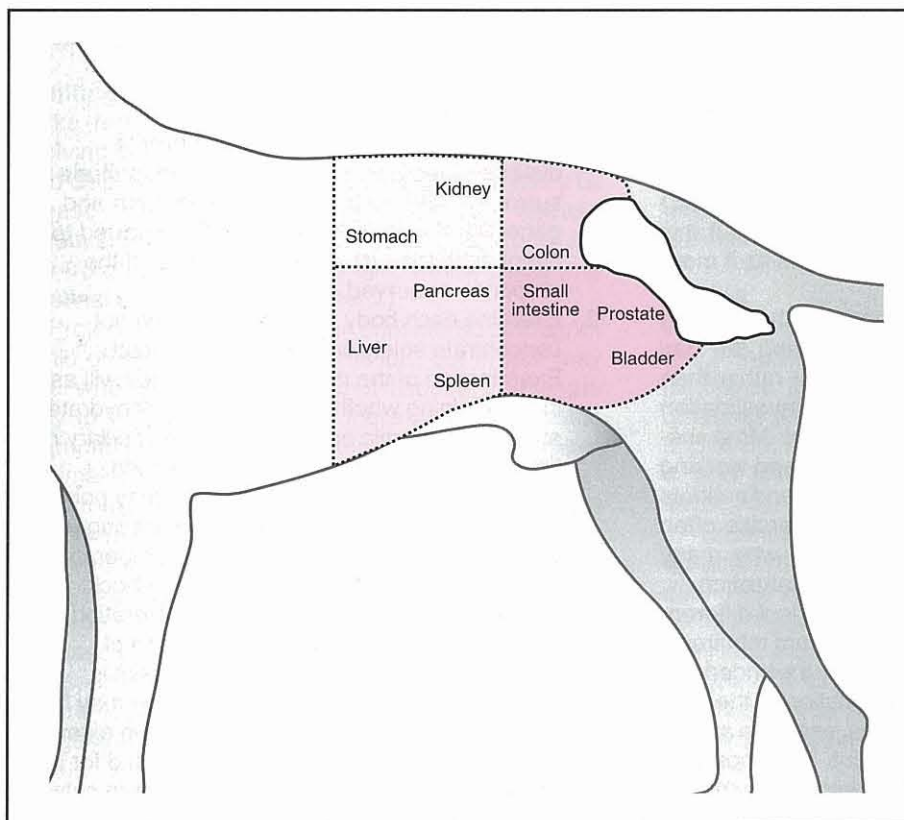 Kidney
Stomach
Colon
Pancreas
Small
intestine
Prostate
Liver
Bladder
Spleen